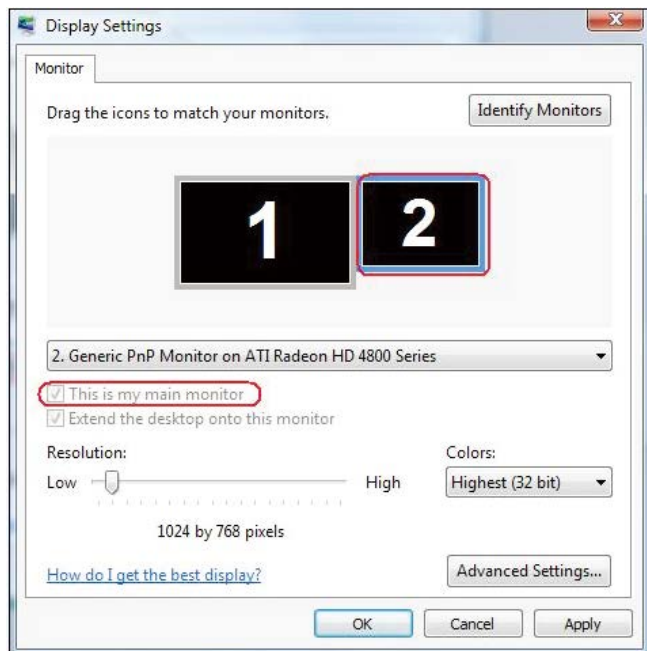 Display Settings
Monitor
Drag the icons to match your monitors.
Identify Monitors
1
2
2. Generic PnP Monitor on ATI Radeon HD 4800 Series
This is my main monitor
Extend the desktop onto this monitor
Resolution:
Colors:
Low
High
Highest (32 bit)
1024 by 768 pixels
How do I get the best display?
Advanced Settings...
OK
Cancel
Apply